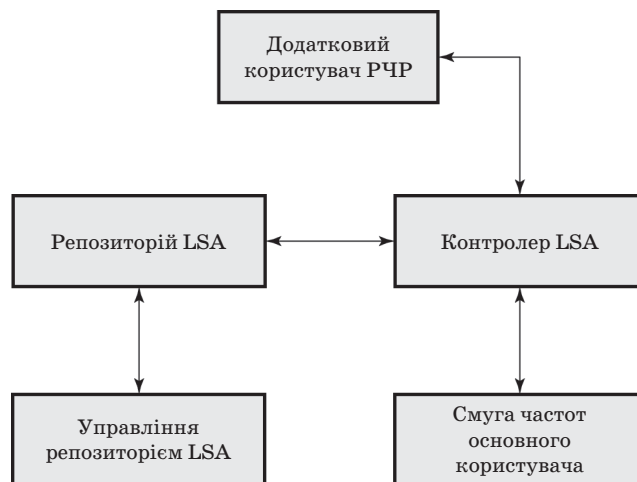 Додатковий
користувач РЧР
Репозиторій LSA
Контролер LSA
Управління
репозиторієм LSA
Смуга частот
основного
користувача